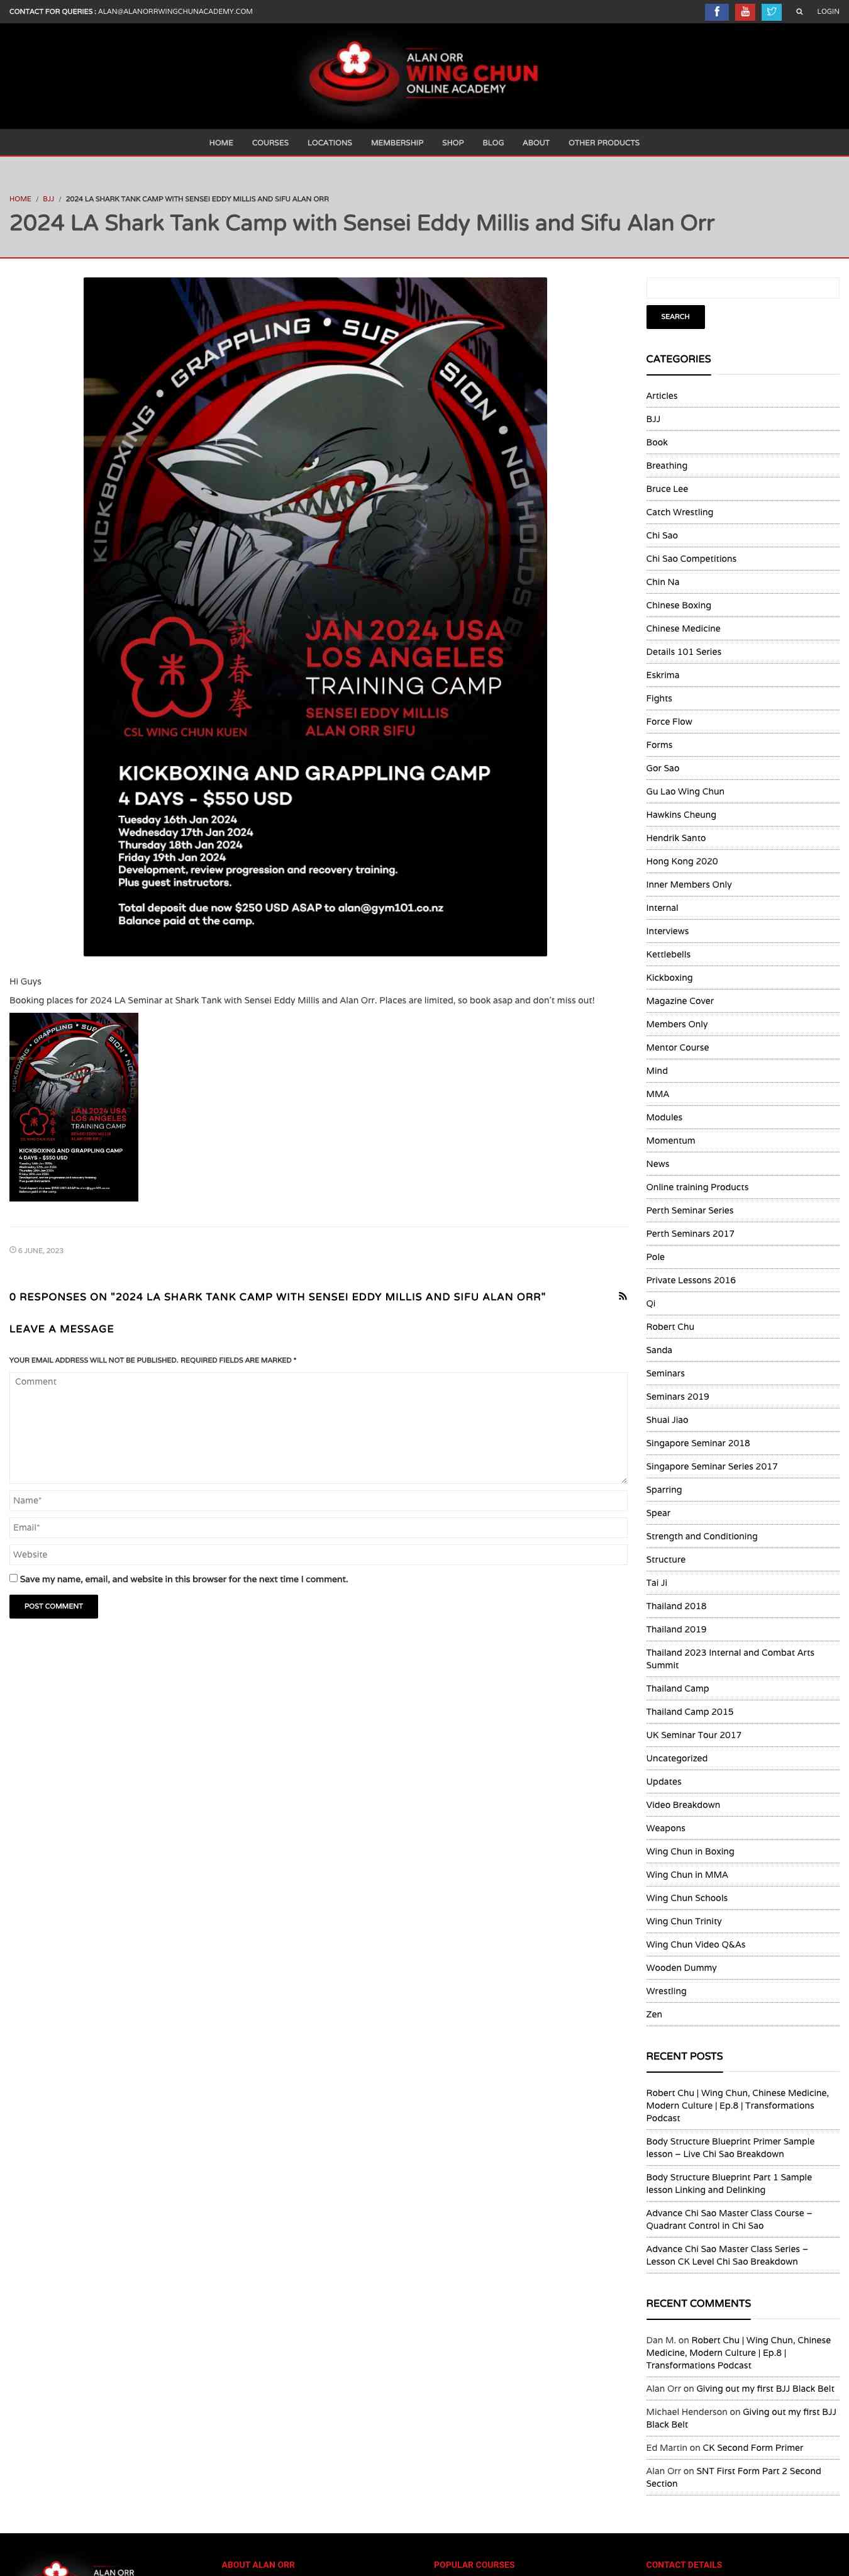 CONTACT FOR QUERIES : ALAN@ALANORRWINGCHUNACADEMY.COM
LOGIN
ALAN ORR
WING CHUN
ONLINE ACADEMY
HOME COURSES LOCATIONS MEMBERSHIP SHOP BLOG ABOUT OTHER PRODUCTS
HOME / BJJ / 2024 LA SHARK TANK CAMP WITH SENSEI EDDY MILLIS AND SIFU ALAN ORR
2024 LA Shark Tank Camp with Sensei Eddy Millis and Sifu Alan Orr
KICKBOXING • GRAPPLING • SUB SION • NO HOLDS
詠春拳
CSL WING CHUN KUEN
JAN 2024 USA
LOS ANGELES
TRAINING CAMP
SENSEI EDDY MILLIS
ALAN ORR SIFU
KICKBOXING AND GRAPPLING CAMP
4 DAYS - $550 USD
Tuesday 16th Jan 2024
Wednesday 17th Jan 2024
Thursday 18th Jan 2024
Friday 19th Jan 2024
Development, review progression and recovery training.
Plus guest instructors.
Total deposit due now $250 USD ASAP to alan@gym101.co.nz
Balance paid at the camp.
Hi Guys
Booking places for 2024 LA Seminar at Shark Tank with Sensei Eddy Millis and Alan Orr. Places are limited, so book asap and don't miss out!
KICKBOXING • GRAPPLING • SUB SION • NO HOLDS
JAN 2024 USA
LOS ANGELES
TRAINING CAMP
KICKBOXING AND GRAPPLING CAMP
4 DAYS - $550 USD
6 JUNE, 2023
0 RESPONSES ON "2024 LA SHARK TANK CAMP WITH SENSEI EDDY MILLIS AND SIFU ALAN ORR"
LEAVE A MESSAGE
YOUR EMAIL ADDRESS WILL NOT BE PUBLISHED. REQUIRED FIELDS ARE MARKED *
Comment
Name*
Email*
Website
Save my name, email, and website in this browser for the next time I comment.
POST COMMENT
SEARCH
CATEGORIES
Articles
BJJ
Book
Breathing
Bruce Lee
Catch Wrestling
Chi Sao
Chi Sao Competitions
Chin Na
Chinese Boxing
Chinese Medicine
Details 101 Series
Eskrima
Fights
Force Flow
Forms
Gor Sao
Gu Lao Wing Chun
Hawkins Cheung
Hendrik Santo
Hong Kong 2020
Inner Members Only
Internal
Interviews
Kettlebells
Kickboxing
Magazine Cover
Members Only
Mentor Course
Mind
MMA
Modules
Momentum
News
Online training Products
Perth Seminar Series
Perth Seminars 2017
Pole
Private Lessons 2016
Qi
Robert Chu
Sanda
Seminars
Seminars 2019
Shuai Jiao
Singapore Seminar 2018
Singapore Seminar Series 2017
Sparring
Spear
Strength and Conditioning
Structure
Tai Ji
Thailand 2018
Thailand 2019
Thailand 2023 Internal and Combat Arts
Summit
Thailand Camp
Thailand Camp 2015
UK Seminar Tour 2017
Uncategorized
Updates
Video Breakdown
Weapons
Wing Chun in Boxing
Wing Chun in MMA
Wing Chun Schools
Wing Chun Trinity
Wing Chun Video Q&As
Wooden Dummy
Wrestling
Zen
RECENT POSTS
Robert Chu | Wing Chun, Chinese Medicine,
Modern Culture | Ep.8 | Transformations
Podcast
Body Structure Blueprint Primer Sample
lesson – Live Chi Sao Breakdown
Body Structure Blueprint Part 1 Sample
lesson Linking and Delinking
Advance Chi Sao Master Class Course –
Quadrant Control in Chi Sao
Advance Chi Sao Master Class Series –
Lesson CK Level Chi Sao Breakdown
RECENT COMMENTS
Dan M. on Robert Chu | Wing Chun, Chinese
Medicine, Modern Culture | Ep.8 |
Transformations Podcast
Alan Orr on Giving out my first BJJ Black Belt
Michael Henderson on Giving out my first BJJ
Black Belt
Ed Martin on CK Second Form Primer
Alan Orr on SNT First Form Part 2 Second
Section
ALAN ORR
ABOUT ALAN ORR
POPULAR COURSES
CONTACT DETAILS